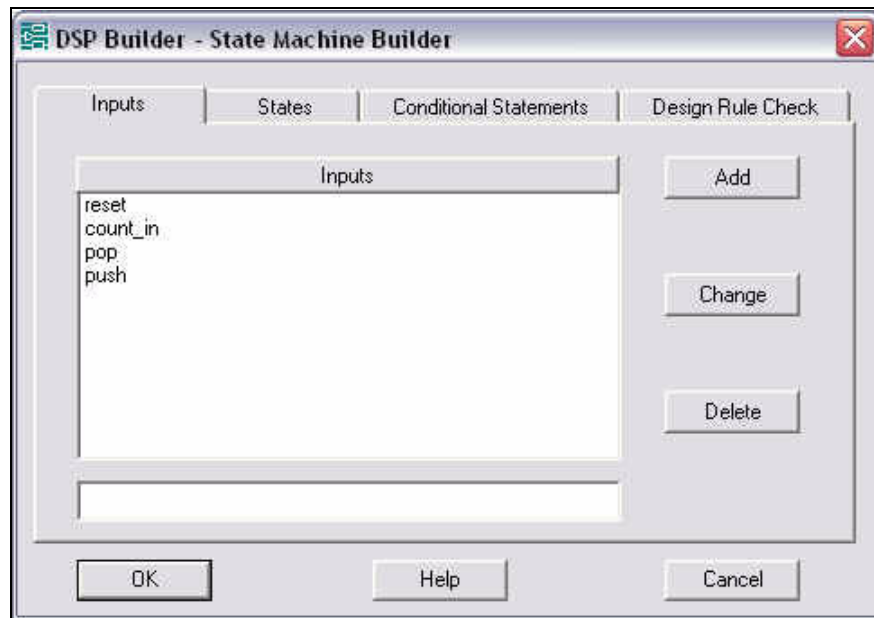 DSP Builder - State Machine Builder
Inputs States Conditional Statements Design Rule Check
Inputs
reset
count_in
pop
push
Add
Change
Delete
OK Help Cancel